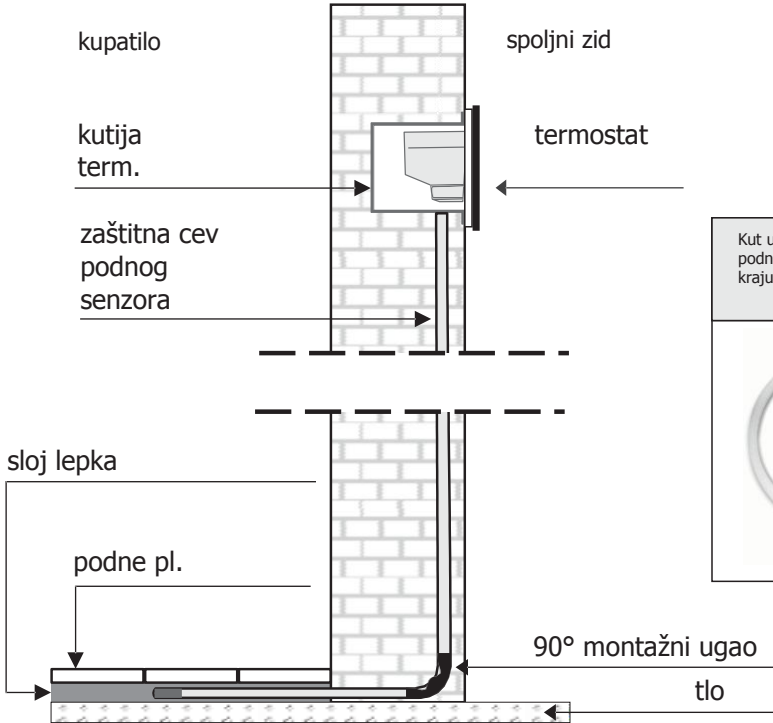 kupatilo
spoljni zid
kutija
term.
termostat
zaštitna cev
podnog
senzora
Kut u
podn
kraju
sloj lepka
podne pl.
90° montažni ugao
tlo